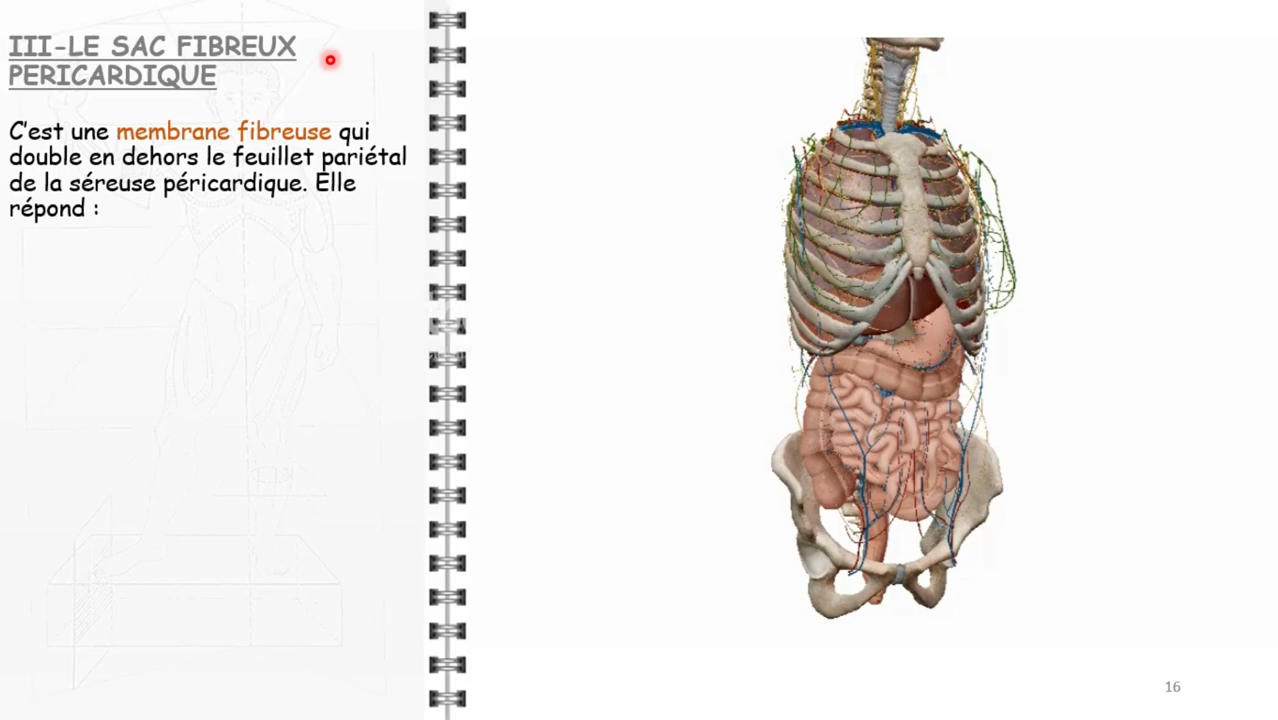 III-LE SAC FIBREUX
PERICARDIQUE
C'est une membrane fibreuse qui
double en dehors le feuillet pariétal
de la séreuse péricardique. Elle
répond :
16